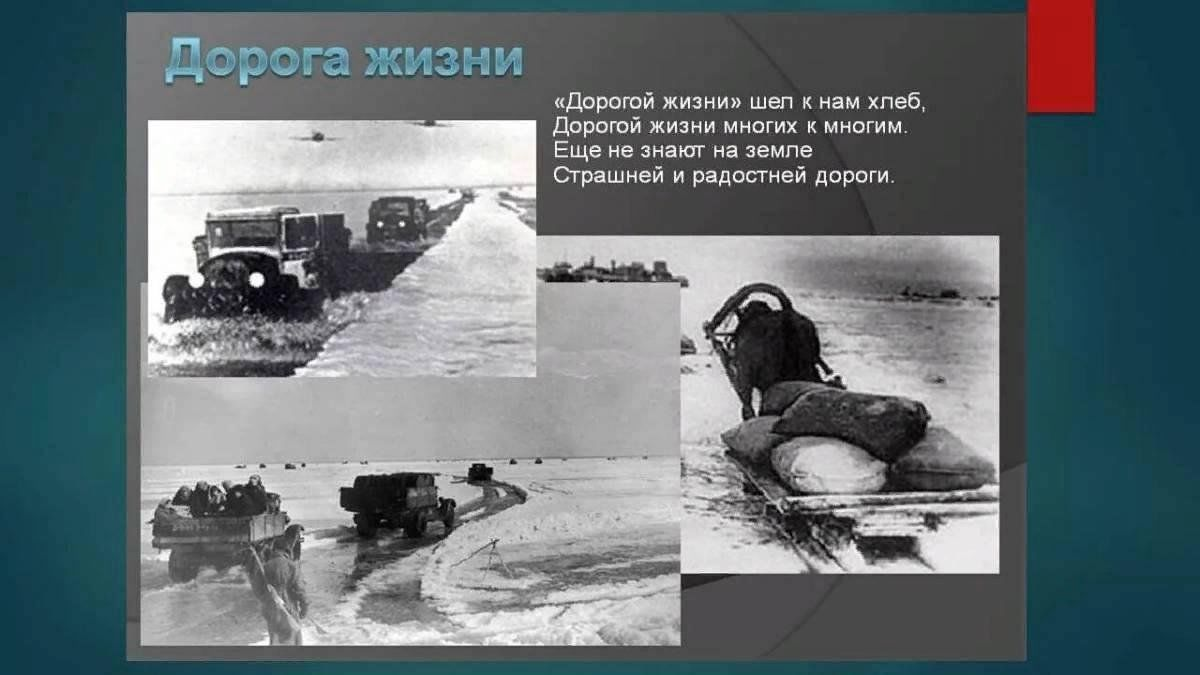 Дорога жизни
«Дорогой жизни» шел к нам хлеб,
Дорогой жизни многих к многим.
Еще не знают на земле
Страшней и радостней дороги.